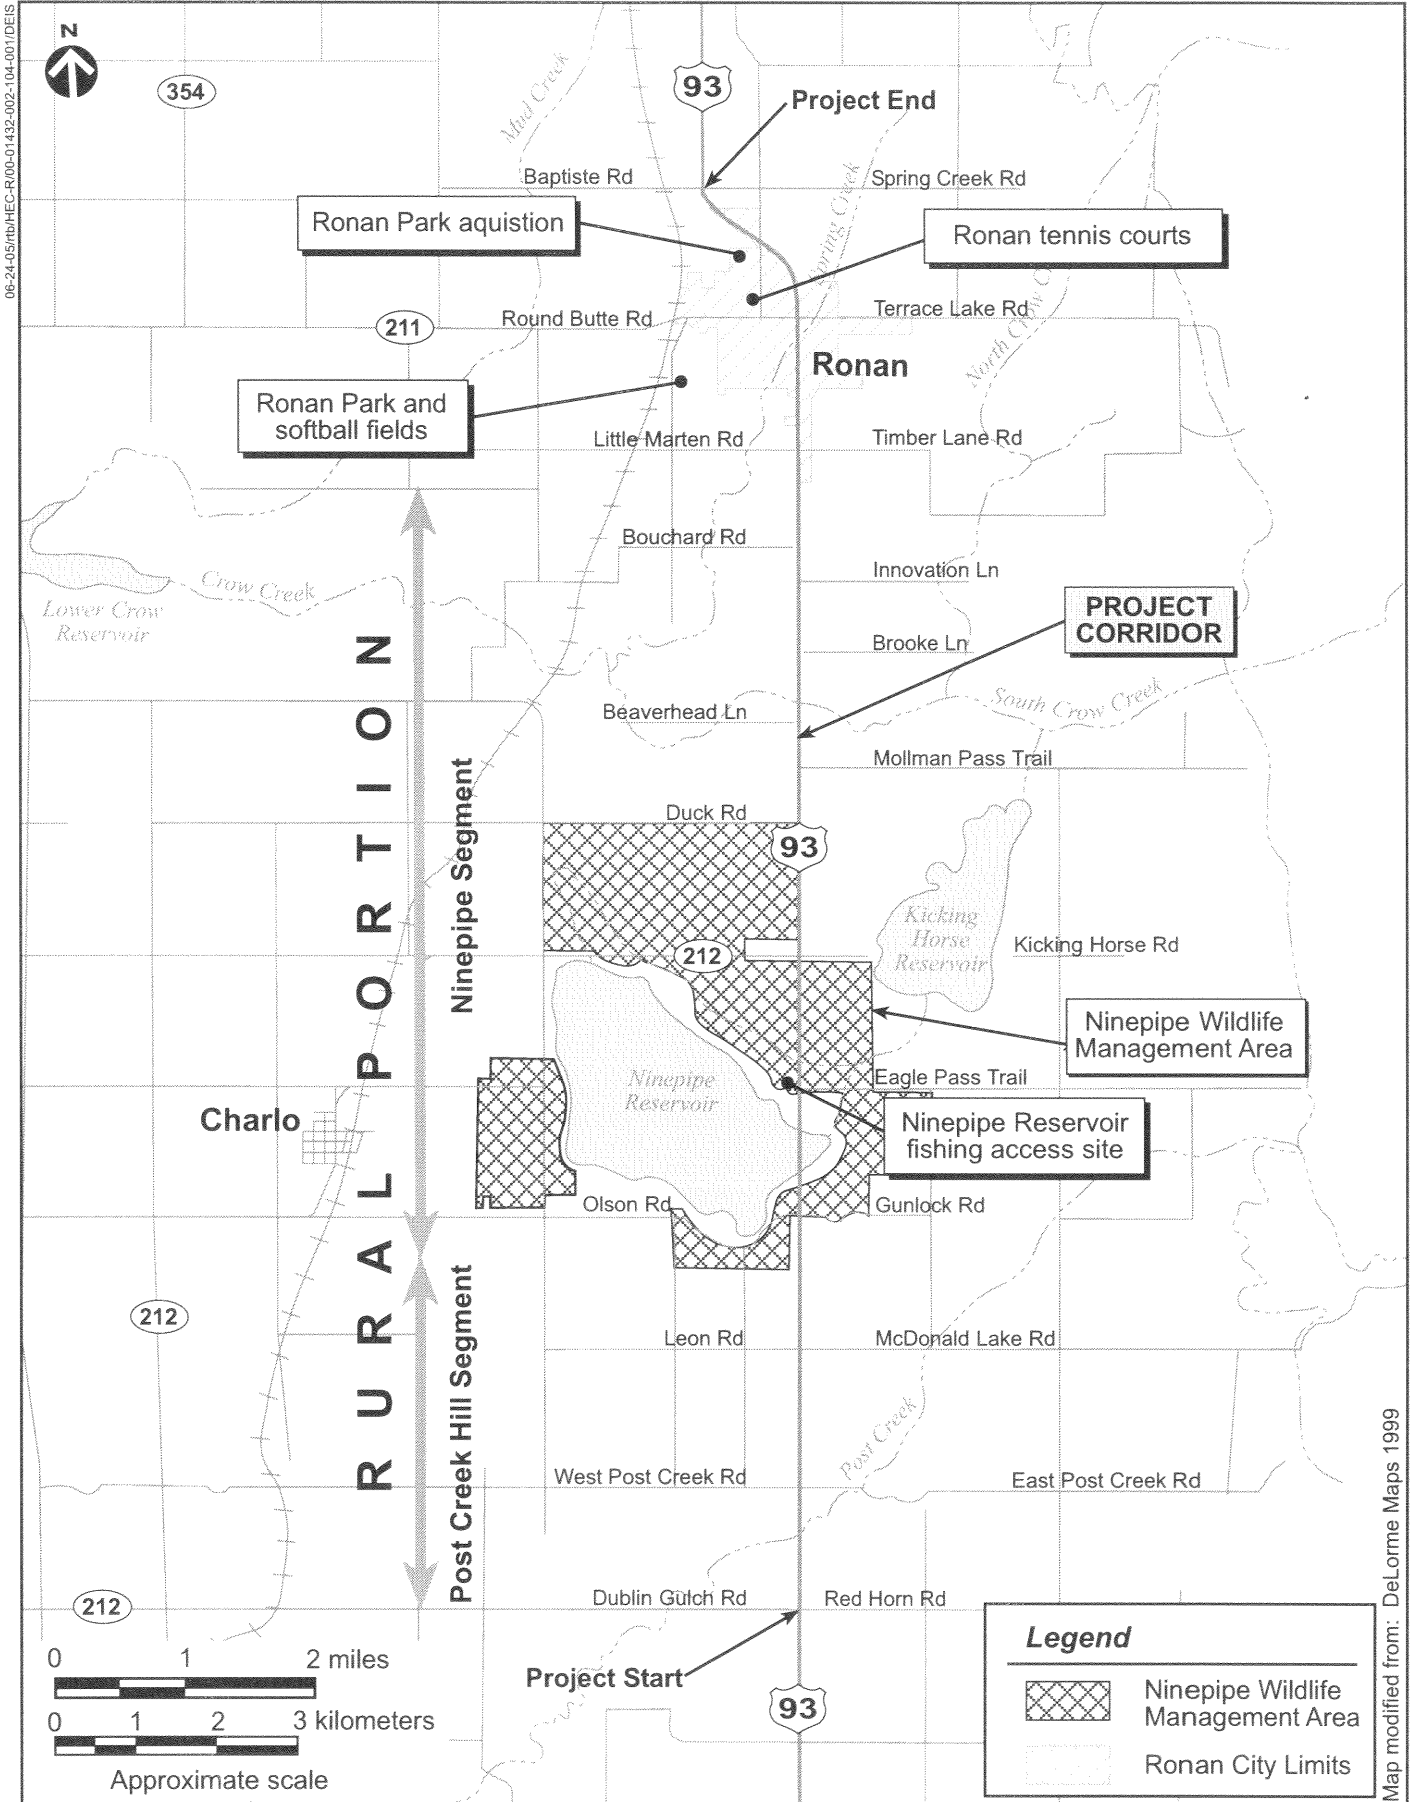 06-24-05/rtb/HEC-R/00-01432-002-104-001/DEIS
N
354
93
Mud Creek
Project End
Baptiste Rd
Spring Creek Rd
Spring Creek
Ronan Park aquistion
Ronan tennis courts
North Crow C
211
Round Butte Rd
Terrace Lake Rd
Ronan
Ronan Park and
softball fields
Little Marten Rd
Timber Lane Rd
Bouchard Rd
Innovation Ln
Crow Creek
Lower Crow
Reservoir
PROJECT
CORRIDOR
Brooke Ln
South Crow Creek
Beaverhead Ln
Mollman Pass Trail
RURAL PORTION
Ninepipe Segment
Duck Rd
93
Kicking
Horse
Reservoir
212
Kicking Horse Rd
Ninepipe Wildlife
Management Area
Ninepipe
Reservoir
Eagle Pass Trail
Charlo
Ninepipe Reservoir
fishing access site
Olson Rd
Gunlock Rd
212
Post Creek Hill Segment
Leon Rd
McDonald Lake Rd
Post Creek
West Post Creek Rd
East Post Creek Rd
212
Dublin Gulch Rd
Red Horn Rd
Project Start
93
0 1 2 miles
0 1 2 3 kilometers
Approximate scale
Legend
Ninepipe Wildlife
Management Area
Ronan City Limits
Map modified from: DeLorme Maps 1999